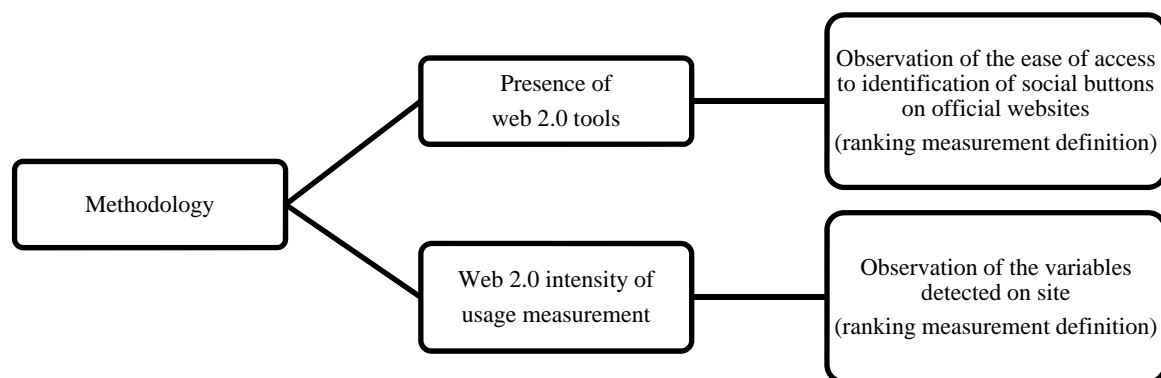 Methodology
Presence of
web 2.0 tools
Observation of the ease of access
to identification of social buttons
on official websites
(ranking measurement definition)
Web 2.0 intensity of
usage measurement
Observation of the variables
detected on site
(ranking measurement definition)